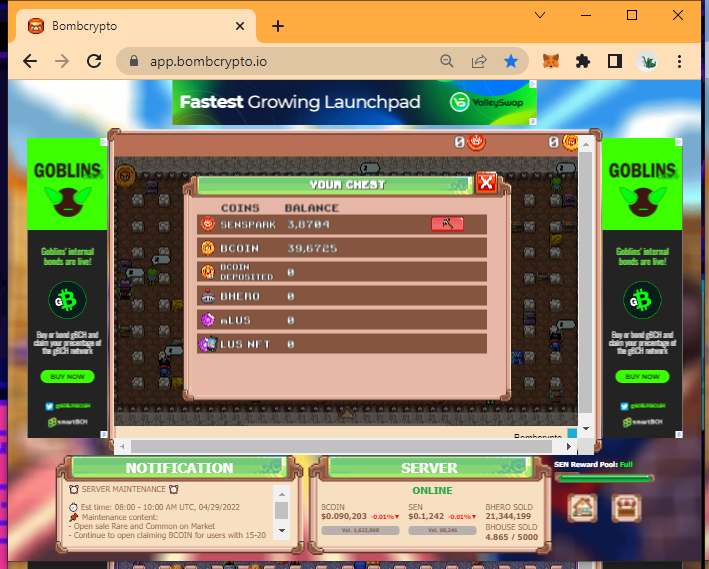 Bombcrypto
app.bombcrypto.io
Fastest Growing Launchpad
ValleySwap
0
0
GOBLINS
Goblins' internal
bonds are live!
Buy or bond gBCH and
claim your precentage of
the gBCH network
BUY NOW
@GOBLINSCASH
smartBCH
YOUR CHEST
COINS BALANCE
SENSPARK 3,8704
BCOIN 39,6725
BCOIN
DEPOSITED 0
BHERO 0
mLUS 0
LUS NFT 0
GOBLINS
Goblins' internal
bonds are live!
Buy or bond gBCH and
claim your precentage of
the gBCH network
BUY NOW
@GOBLINSCASH
smartBCH
Bombcrypto
NOTIFICATION
SERVER MAINTENANCE
Est time: 08:00 - 10:00 AM UTC, 04/29/2022
Maintenance content:
- Open sale Rare and Common on Market
- Continue to open claiming BCOIN for users with 15-20
SERVER
ONLINE
BCOIN
$0.090,203 -0.01%▼
Vol. 1,622,009
SEN
$0.1,242 -0.01%▼
Vol. 60,246
BHERO SOLD
21,344,199
BHOUSE SOLD
4.865 / 5000
SEN Reward Pool: Full